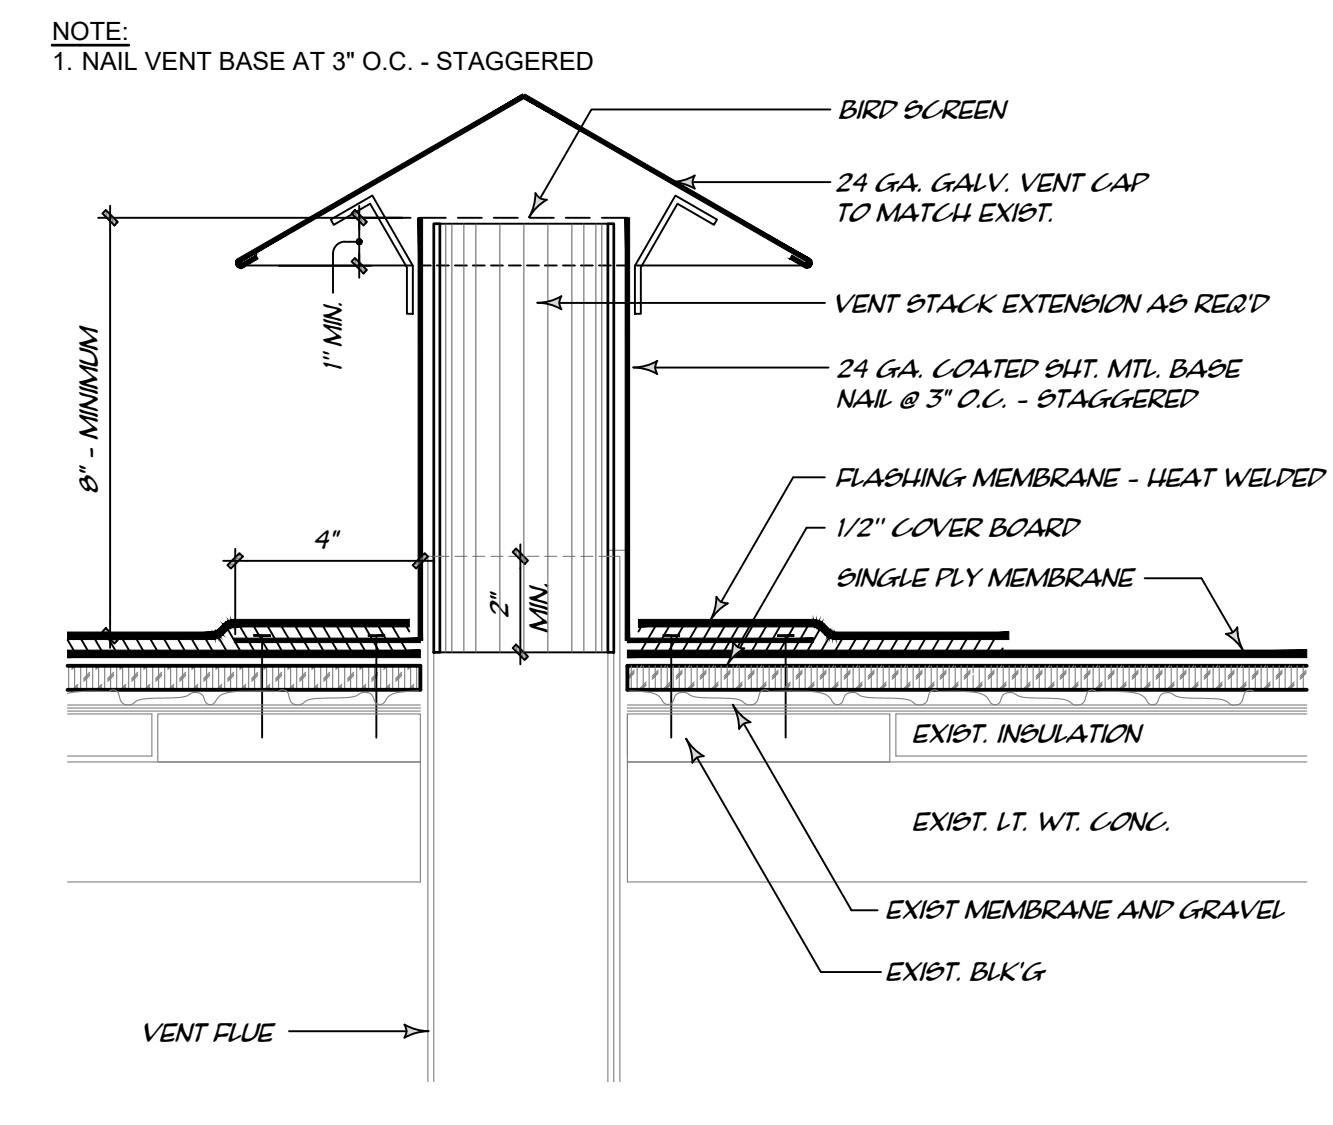 NOTE:
1. NAIL VENT BASE AT 3" O.C. - STAGGERED
BIRD SCREEN
24 GA. GALV. VENT CAP
TO MATCH EXIST.
1" MIN.
VENT STACK EXTENSION AS REQ'D
8" - MINIMUM
24 GA. COATED SHT. MTL. BASE
NAIL @ 3" O.C. - STAGGERED
FLASHING MEMBRANE - HEAT WELDED
1/2" COVER BOARD
4"
SINGLE PLY MEMBRANE
2"
MIN.
EXIST. INSULATION
EXIST. LT. WT. CONC.
EXIST MEMBRANE AND GRAVEL
EXIST. BLK'G
VENT FLUE